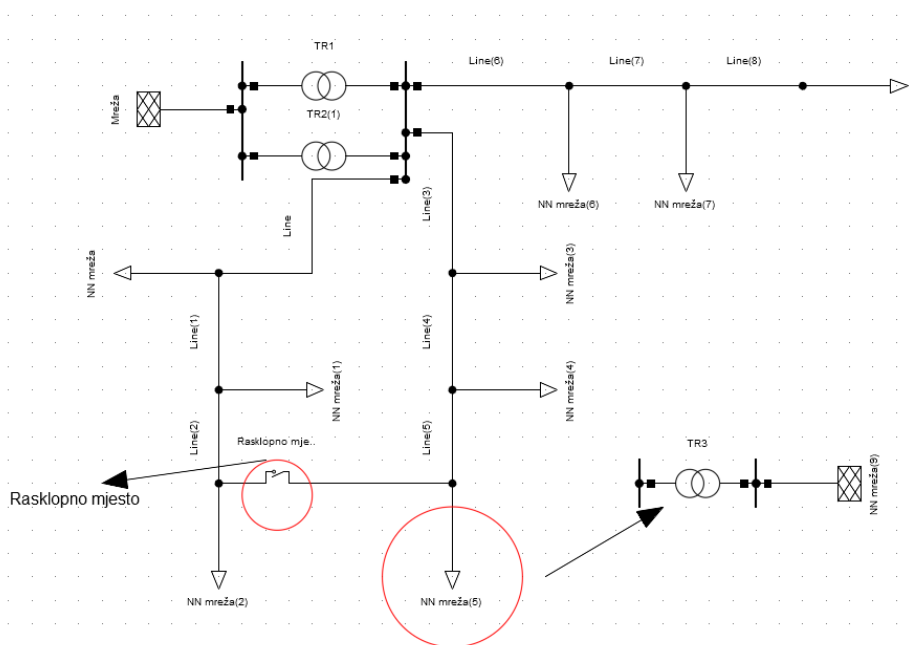 TR1
Line(6)
Line(7)
Line(8)
Mreža
TR2(1)
NN mreža(6)
NN mreža(7)
Line(3)
Line
NN mreža
NN mreža(3)
Line(1)
Line(4)
NN mreža(1)
NN mreža(4)
Line(2)
Rasklopno mje..
Line(5)
TR3
NN mreža(9)
Rasklopno mjesto
NN mreža(2)
NN mreža(5)